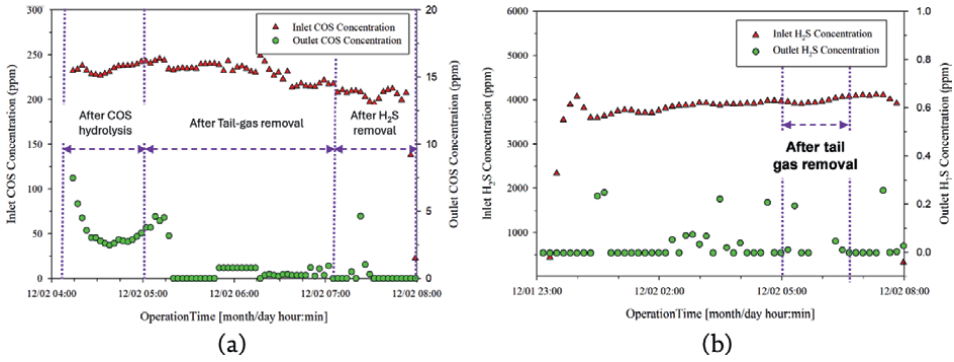 300
250
200
150
100
50
0
Inlet COS Concentration (ppm)
Inlet COS Concentration
Outlet COS Concentration
After COS
hydrolysis
After Tail-gas removal
After H₂S
removal
20
15
10
5
0
Outlet COS Concentration (ppm)
12/02 04:00 12/02 05:00 12/02 06:00 12/02 07:00 12/02 08:00
OperationTime [month/day hour:min]
(a)
6000
5000
4000
3000
2000
1000
Inlet H₂S Concentration (ppm)
Inlet H₂S Concentration
Outlet H₂S Concentration
After tail
gas removal
1.0
0.8
0.6
0.4
0.2
0.0
Outlet H₂S Concentration (ppm)
12/01 23:00 12/02 02:00 12/02 05:00 12/02 08:00
OperationTime [month/day hour:min]
(b)